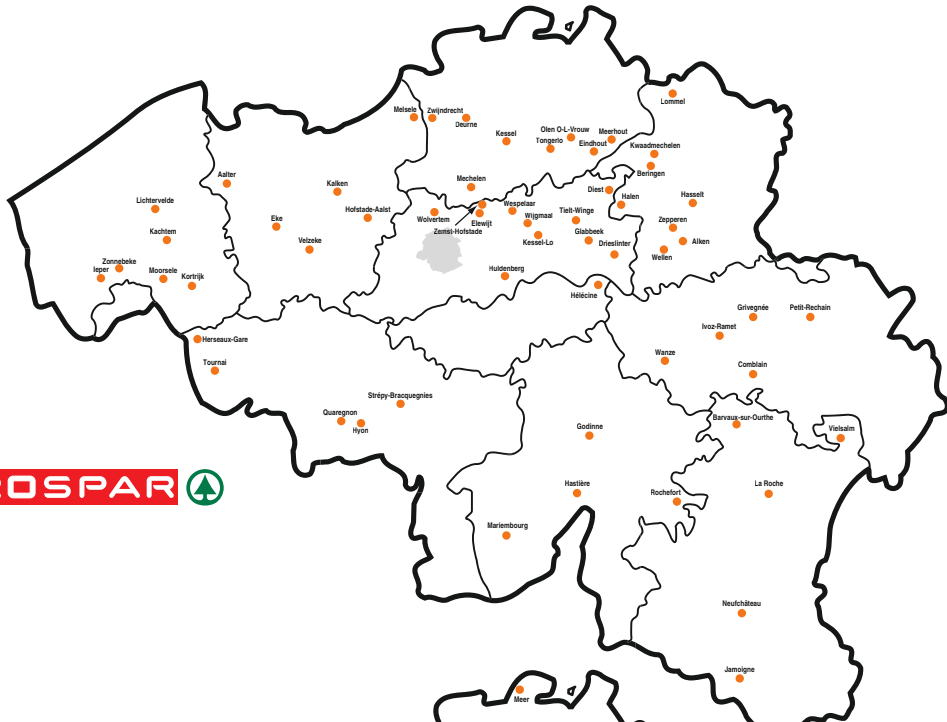 Lommel
Melsele
Zwijndrecht
Deurne
Kessel
Olen O-L-Vrouw
Tongerlo
Meerhout
Eindhout
Kwaadmechelen
Beringen
Aalter
Kalken
Mechelen
Diest
Halen
Hasselt
Lichtervelde
Hofstade-Aalst
Wolvertem
Elewijt
Zemst-Hofstade
Wespelaar
Wijgmaal
Kessel-Lo
Tielt-Winge
Glabbeek
Drieslinter
Zepperen
Alken
Wellen
Eke
Velzeke
Kachtem
Zonnebeke
Ieper
Moorsele
Kortrijk
Huldenberg
Hélécine
Grivegnée
Petit-Rechain
Ivoz-Ramet
Herseaux-Gare
Tournai
Wanze
Comblain
Strépy-Bracquegnies
Quaregnon
Hyon
Godinne
Barvaux-sur-Ourthe
Vielsalm
ROSPAR
Hastière
Rochefort
La Roche
Mariembourg
Neufchâteau
Jamoigne
Meer